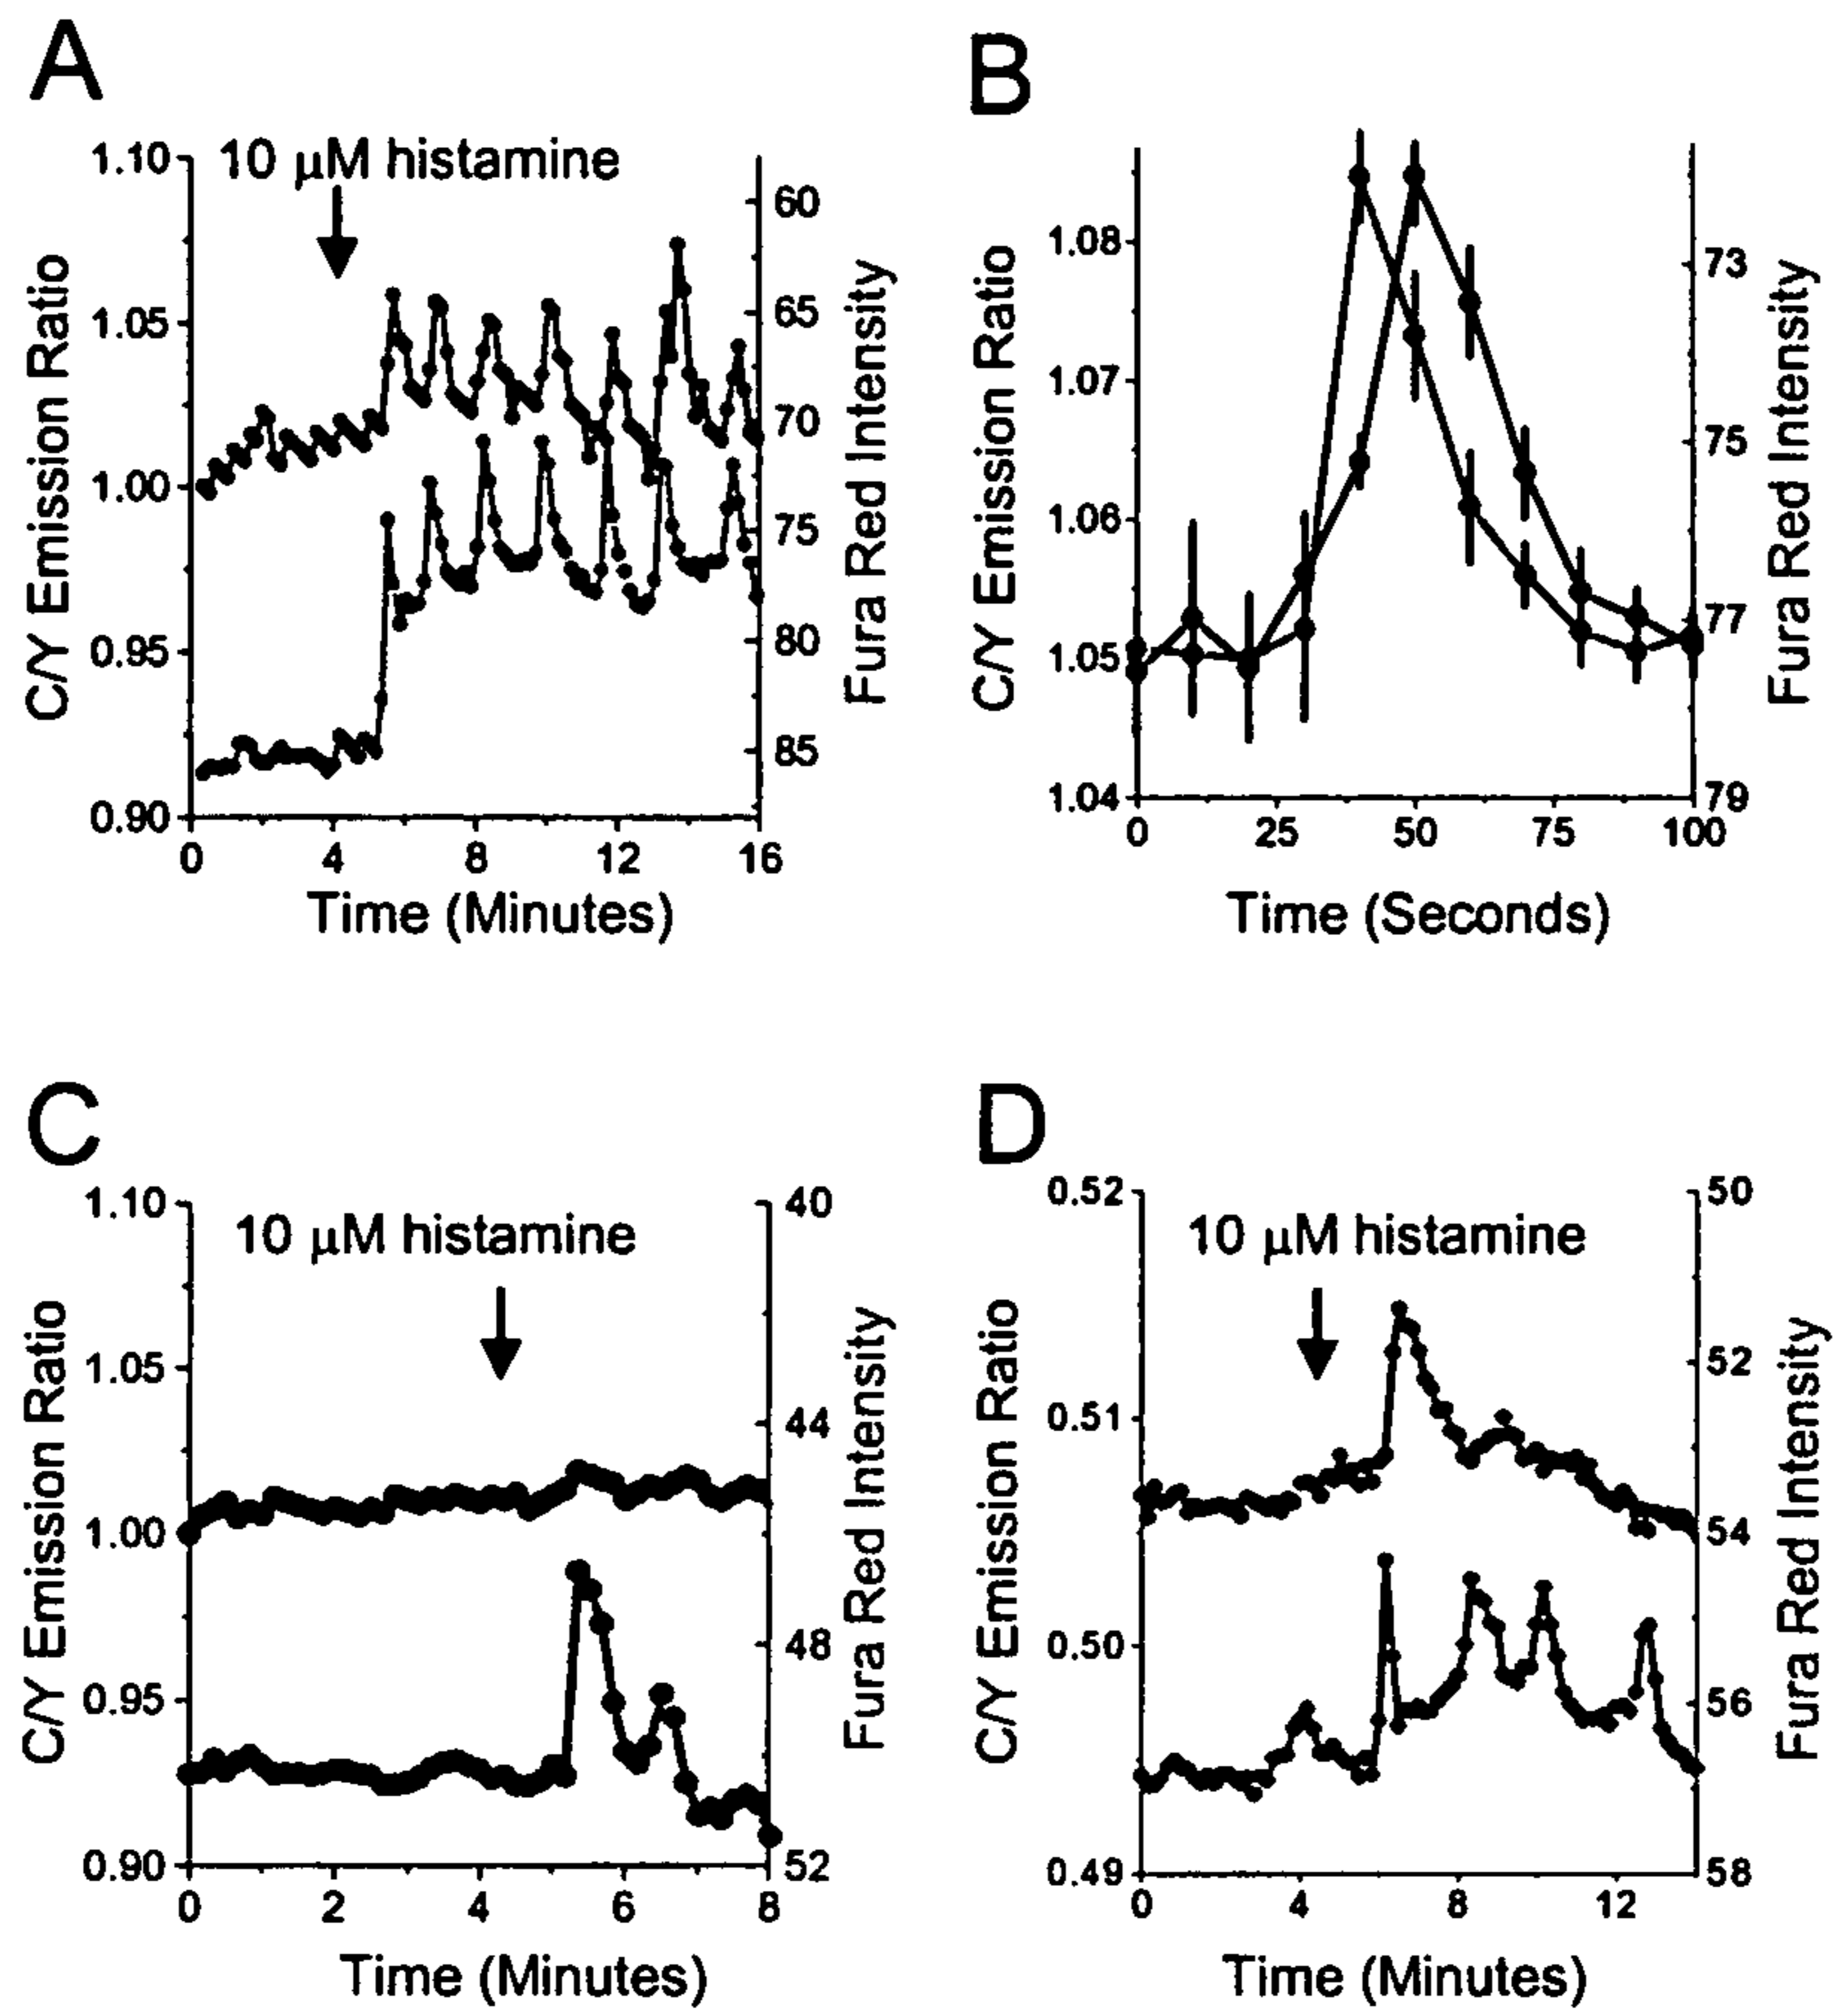 A
10 µM histamine
C/Y Emission Ratio
1.10
1.05
1.00
0.95
0.90
60
65
70
75
80
85
Fura Red Intensity
0 4 8 12 16
Time (Minutes)
B
C/Y Emission Ratio
1.08
1.07
1.06
1.05
1.04
73
75
77
79
Fura Red Intensity
0 25 50 75 100
Time (Seconds)
C
10 µM histamine
C/Y Emission Ratio
1.10
1.05
1.00
0.95
0.90
40
44
48
52
Fura Red Intensity
0 2 4 6 8
Time (Minutes)
D
10 µM histamine
C/Y Emission Ratio
0.52
0.51
0.50
0.49
50
52
54
56
58
Fura Red Intensity
0 4 8 12
Time (Minutes)